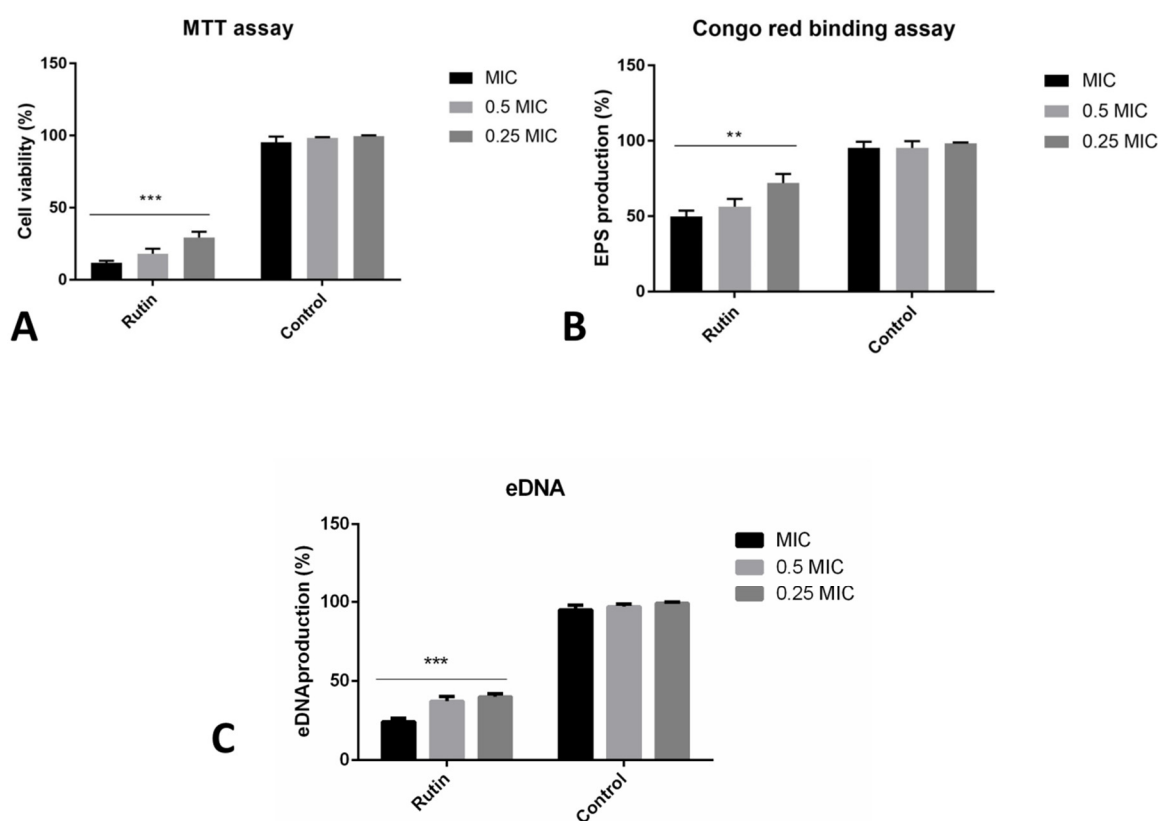 MTT assay
Cell viability (%)
150
100
50
0
***
Rutin
Control
MIC
0.5 MIC
0.25 MIC
A
Congo red binding assay
EPS production (%)
150
100
50
0
**
Rutin
Control
MIC
0.5 MIC
0.25 MIC
B
eDNA
eDNAproduction (%)
150
100
50
0
***
Rutin
Control
MIC
0.5 MIC
0.25 MIC
C